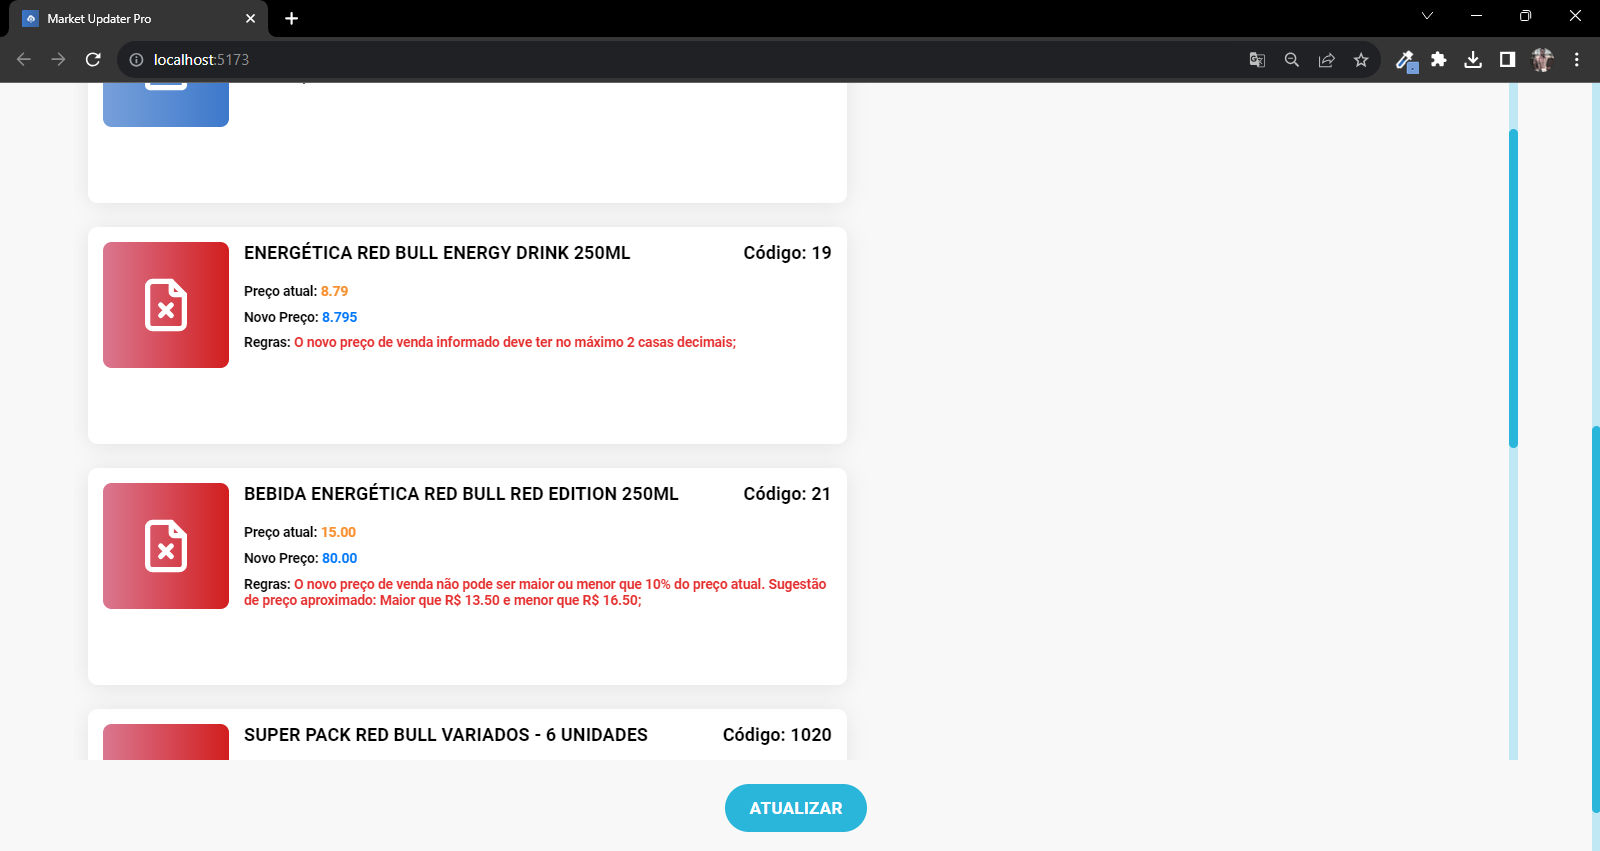 Market Updater Pro
localhost:5173
ENERGÉTICA RED BULL ENERGY DRINK 250ML
Código: 19
Preço atual: 8.79
Novo Preço: 8.795
Regras: O novo preço de venda informado deve ter no máximo 2 casas decimais;
BEBIDA ENERGÉTICA RED BULL RED EDITION 250ML
Código: 21
Preço atual: 15.00
Novo Preço: 80.00
Regras: O novo preço de venda não pode ser maior ou menor que 10% do preço atual. Sugestão
de preço aproximado: Maior que R$ 13.50 e menor que R$ 16.50;
SUPER PACK RED BULL VARIADOS - 6 UNIDADES
Código: 1020
ATUALIZAR